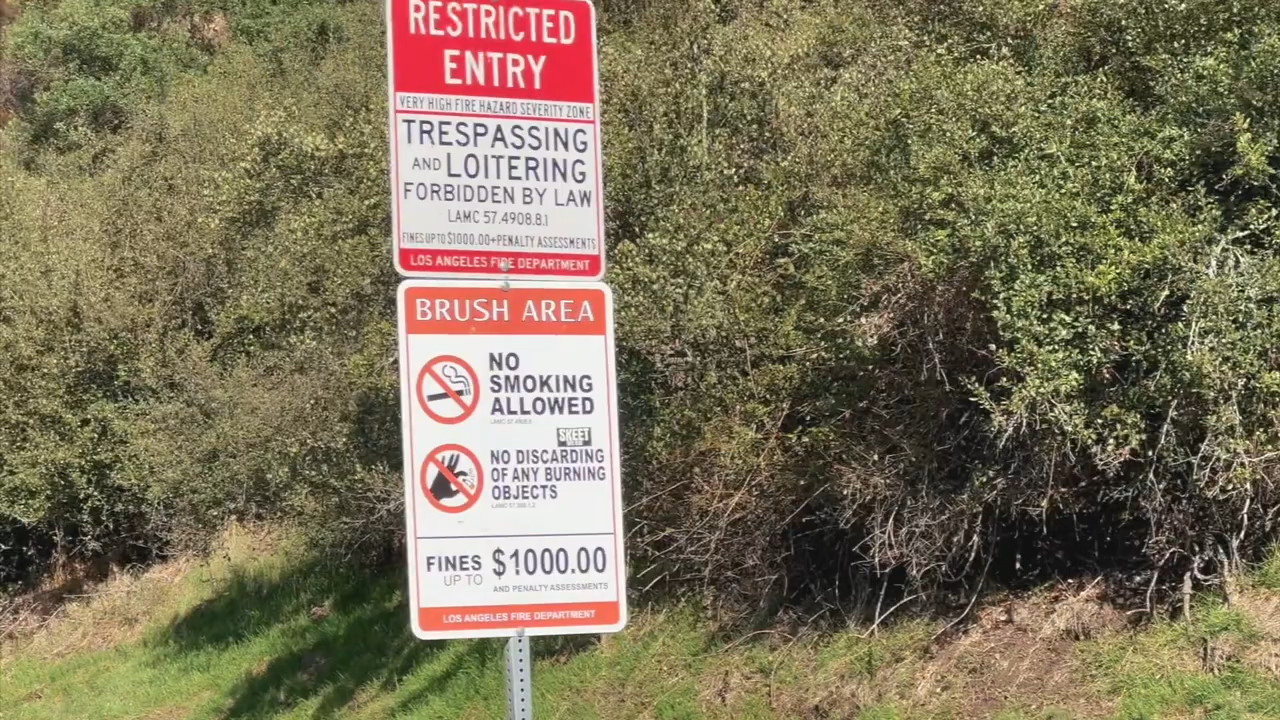 RESTRICTED
ENTRY
VERY HIGH FIRE HAZARD SEVERITY ZONE
TRESPASSING
AND LOITERING
FORBIDDEN BY LAW
LAMC 57.4908.8.1
FINES UP TO $1000.00+PENALTY ASSESSMENTS
LOS ANGELES FIRE DEPARTMENT
BRUSH AREA
NO
SMOKING
ALLOWED
SKEET
NO DISCARDING
OF ANY BURNING
OBJECTS
FINES
UP TO
$1000.00
AND PENALTY ASSESSMENTS
LOS ANGELES FIRE DEPARTMENT